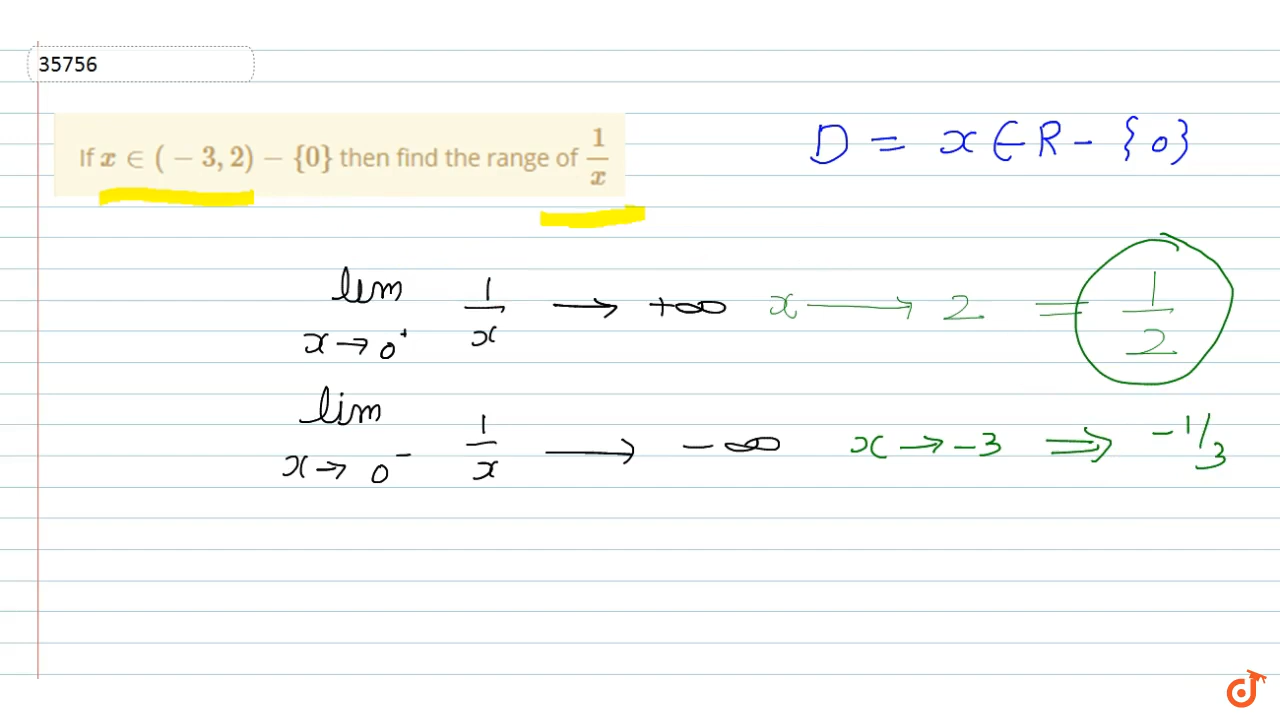 35756
If x ∈ (−3, 2) − {0} then find the range of 1/x
D = x ∈ R − {0}
lim x→0⁺ 1/x → +∞ x → 2 = 1/2
lim x→0⁻ 1/x → −∞ x → −3 ⇒ −1/3